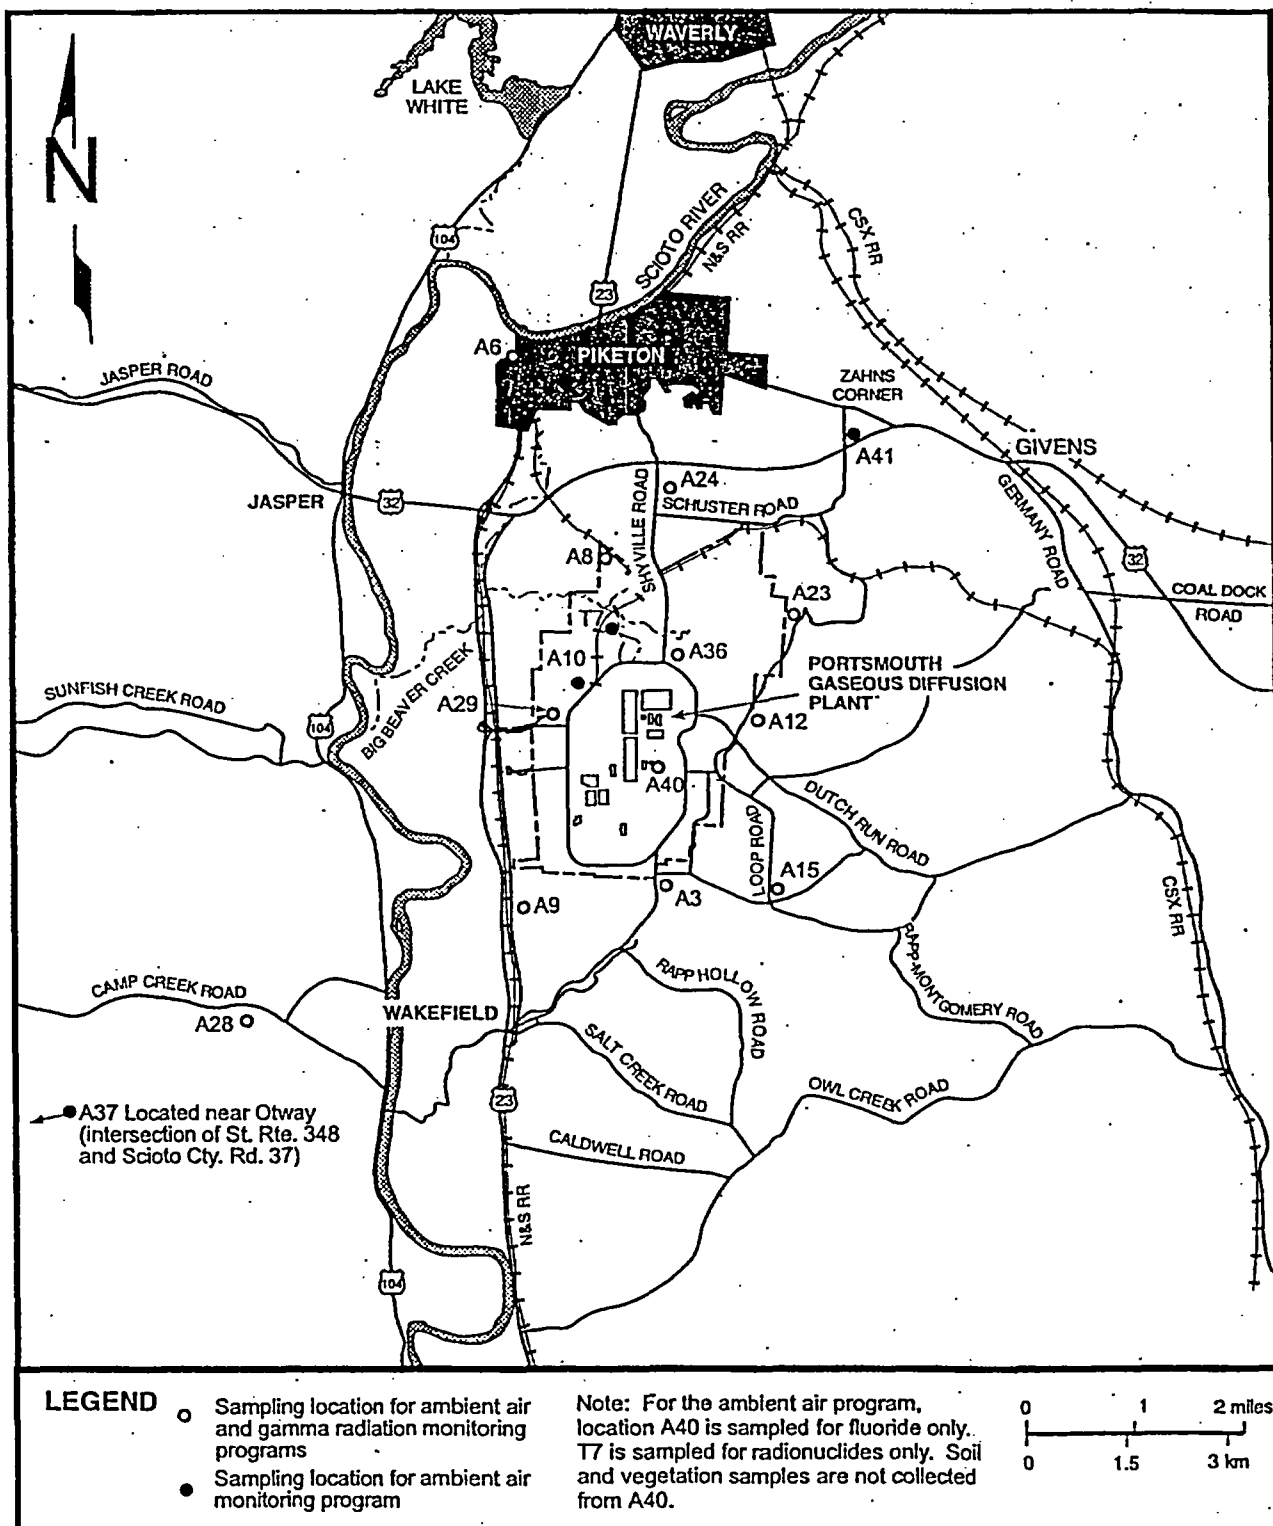 WAVERLY
LAKE
WHITE
N
SCIOTO RIVER
N&S RR
CSX RR
104
23
A6
PIKETON
JASPER ROAD
ZAHNS
CORNER
GIVENS
A41
JASPER
32
A24
SCHUSTER ROAD
SHYVILLE ROAD
GERMANY ROAD
32
COAL DOCK
ROAD
A8
A23
T7
A36
A10
PORTSMOUTH
GASEOUS DIFFUSION
PLANT
BIG BEAVER CREEK
SUNFISH CREEK ROAD
104
A29
A12
A40
DUTCH RUN ROAD
LOOP ROAD
A15
A3
A9
CSX RR
RAPP HOLLOW ROAD
RAPP-MONTGOMERY ROAD
CAMP CREEK ROAD
A28
WAKEFIELD
SALT CREEK ROAD
OWL CREEK ROAD
23
A37 Located near Otway
(intersection of St. Rte. 348
and Scioto Cty. Rd. 37)
CALDWELL ROAD
N&S RR
104
LEGEND
Sampling location for ambient air
and gamma radiation monitoring
programs
Sampling location for ambient air
monitoring program
Note: For the ambient air program,
location A40 is sampled for fluoride only.
T7 is sampled for radionuclides only. Soil
and vegetation samples are not collected
from A40.
0 1 2 miles
0 1.5 3 km